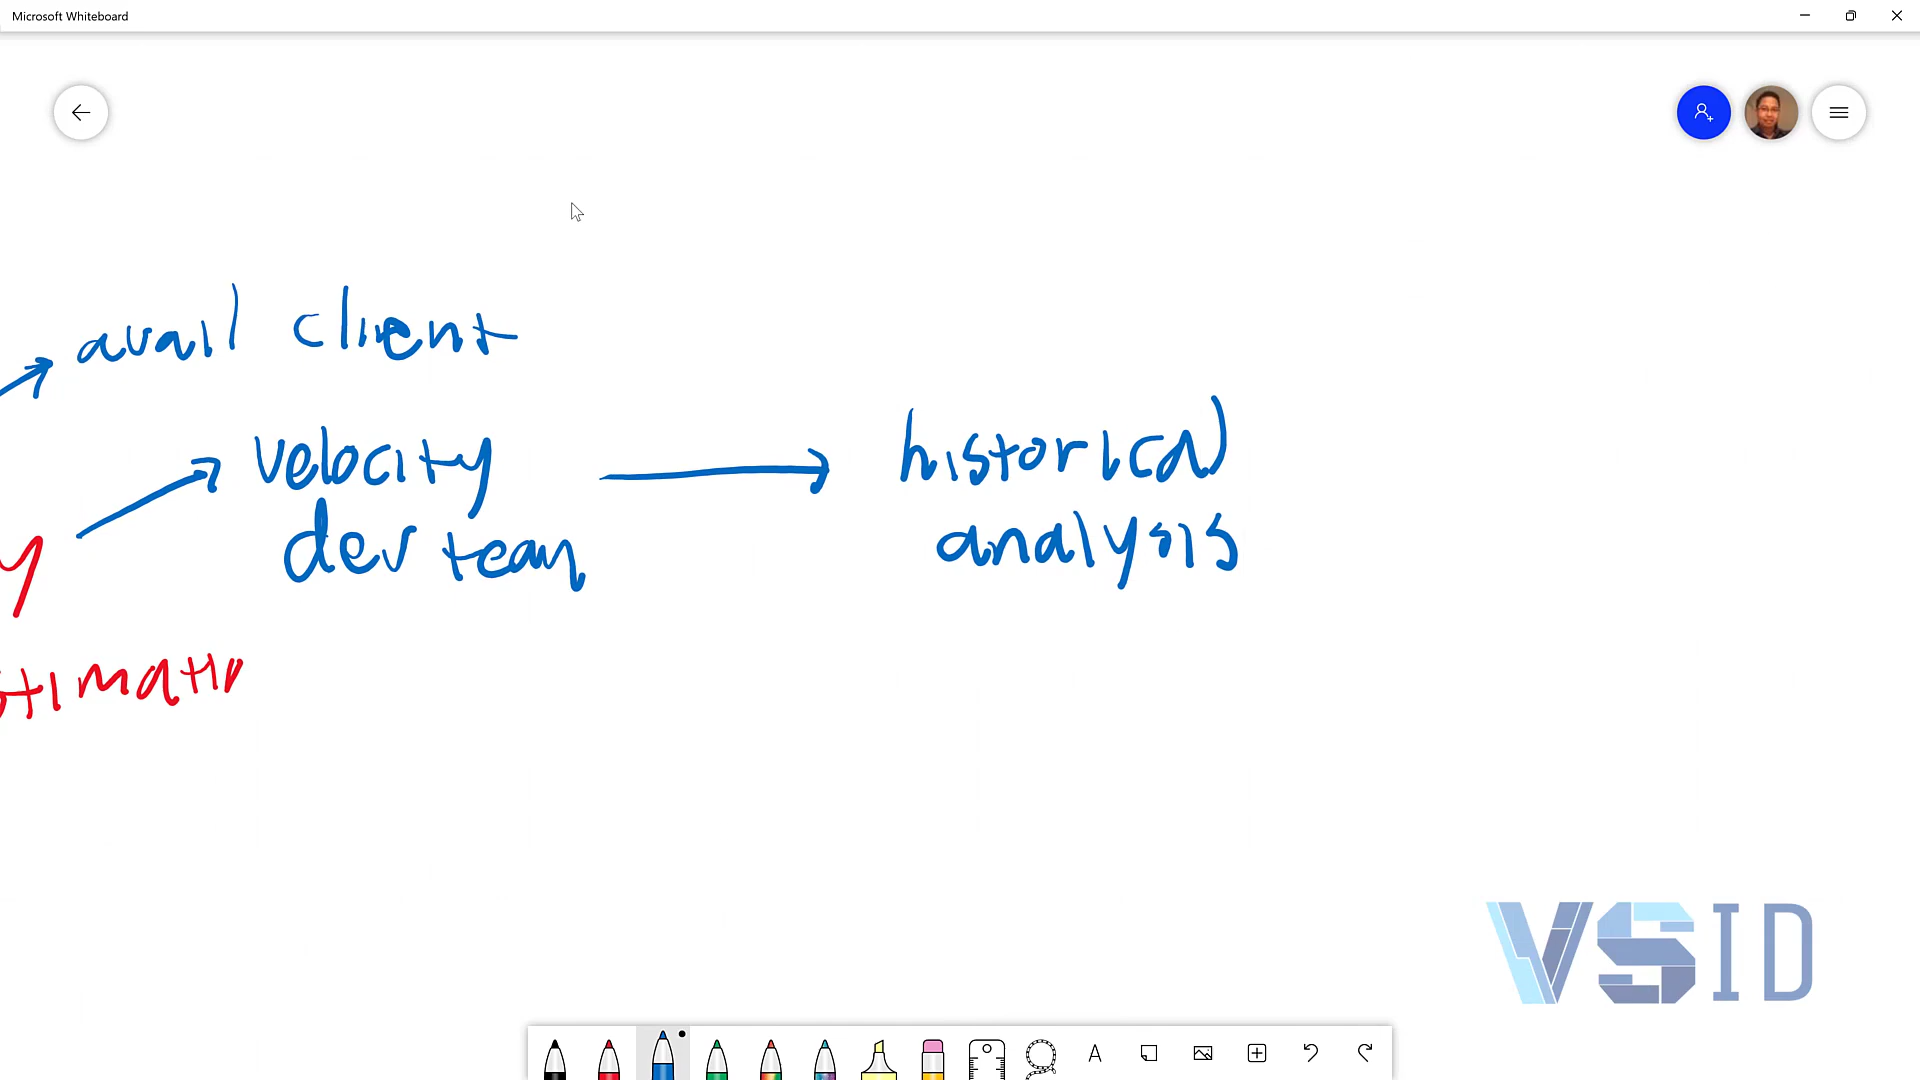 Microsoft Whiteboard
avail client
velocity
dev team
historical
analysis
VSID